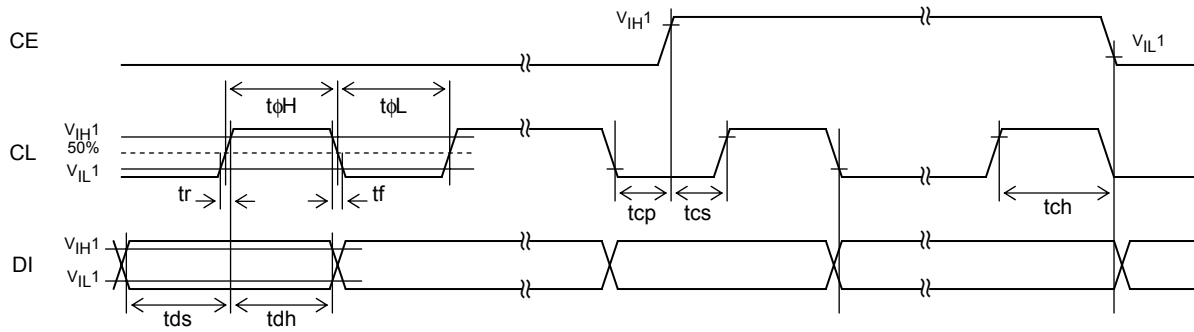 CE
VIH1
VIL1
tϕH
tϕL
CL
VIH1
50%
VIL1
tr
tf
tcp
tcs
tch
DI
VIH1
VIL1
tds
tdh